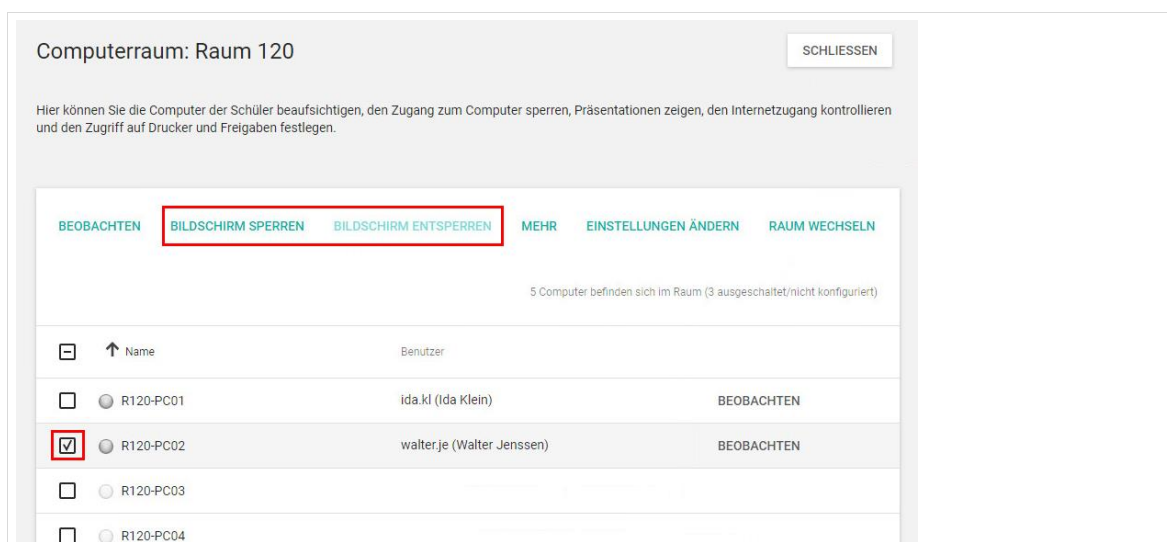 Computerraum: Raum 120
SCHLIESSEN
Hier können Sie die Computer der Schüler beaufsichtigen, den Zugang zum Computer sperren, Präsentationen zeigen, den Internetzugang kontrollieren
und den Zugriff auf Drucker und Freigaben festlegen.
BEOBACHTEN BILDSCHIRM SPERREN BILDSCHIRM ENTSPERREN MEHR EINSTELLUNGEN ÄNDERN RAUM WECHSELN
5 Computer befinden sich im Raum (3 ausgeschaltet/nicht konfiguriert)
Name Benutzer
R120-PC01 ida.kl (Ida Klein) BEOBACHTEN
R120-PC02 walter.je (Walter Jenssen) BEOBACHTEN
R120-PC03
R120-PC04